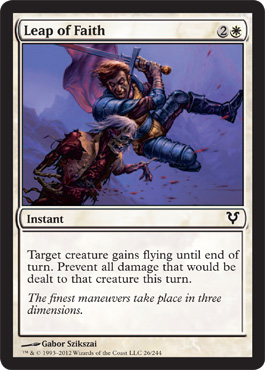 Leap of Faith 2
Instant
Target creature gains flying until end of
turn. Prevent all damage that would be
dealt to that creature this turn.
The finest maneuvers take place in three
dimensions.
Gabor Szikszai
™ & © 1993-2012 Wizards of the Coast LLC 26/244